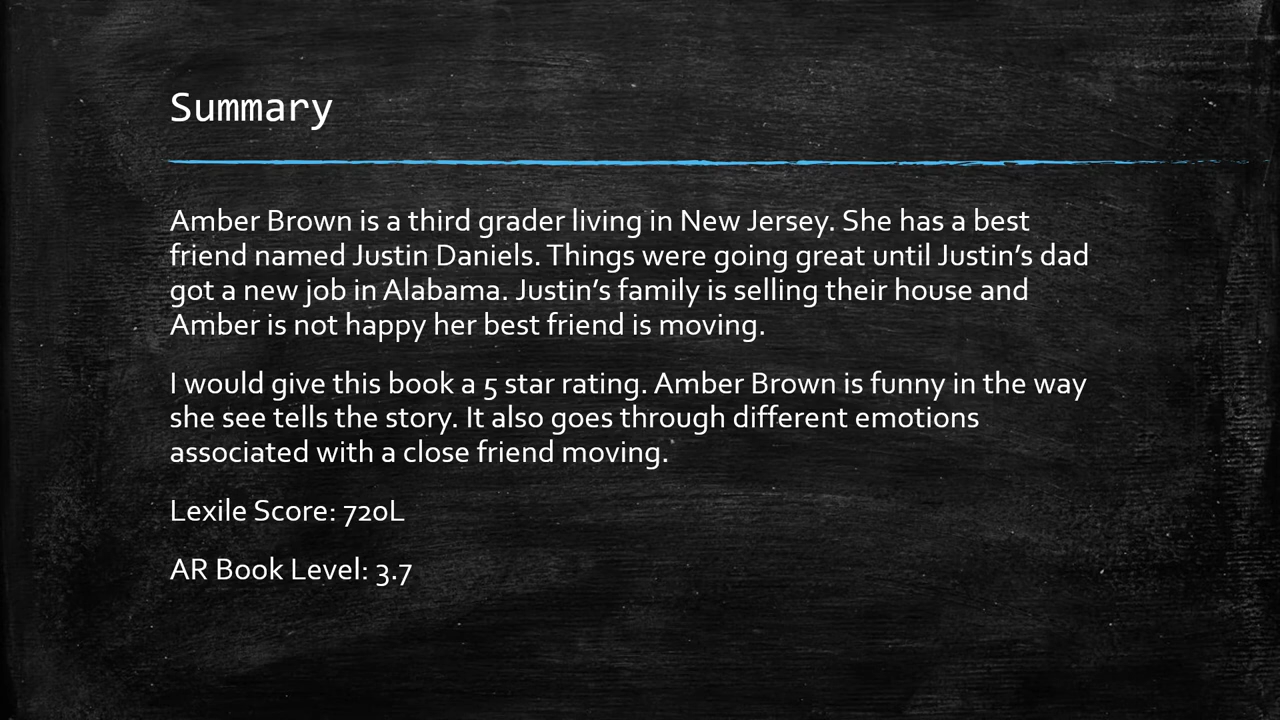 Summary
Amber Brown is a third grader living in New Jersey. She has a best
friend named Justin Daniels. Things were going great until Justin’s dad
got a new job in Alabama. Justin’s family is selling their house and
Amber is not happy her best friend is moving.
I would give this book a 5 star rating. Amber Brown is funny in the way
she see tells the story. It also goes through different emotions
associated with a close friend moving.
Lexile Score: 720L
AR Book Level: 3.7